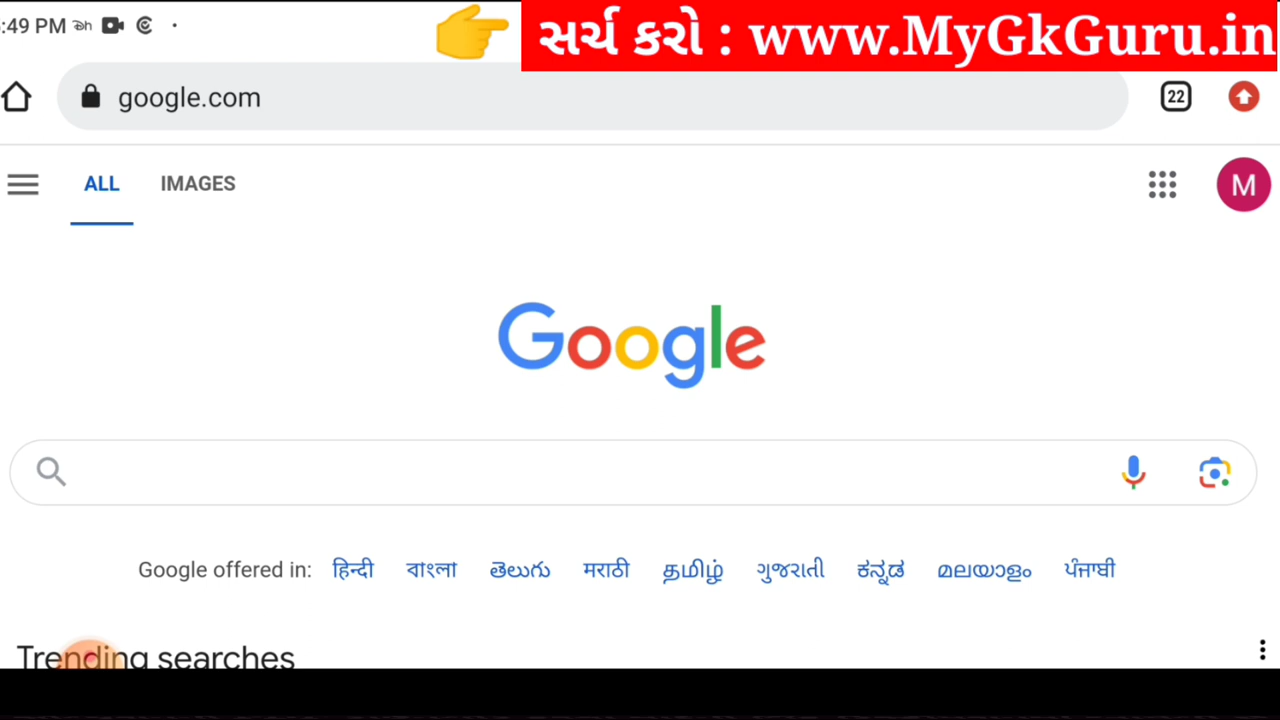 :49 PM
સર્ચ કરો : www.MyGkGuru.in
google.com
22
ALL IMAGES
M
Google
Google offered in: हिन्दी বাংলা తెలుగు मराठी தமிழ் ગુજરાતી ಕನ್ನಡ മലയാളം ਪੰਜਾਬੀ
Trending searches